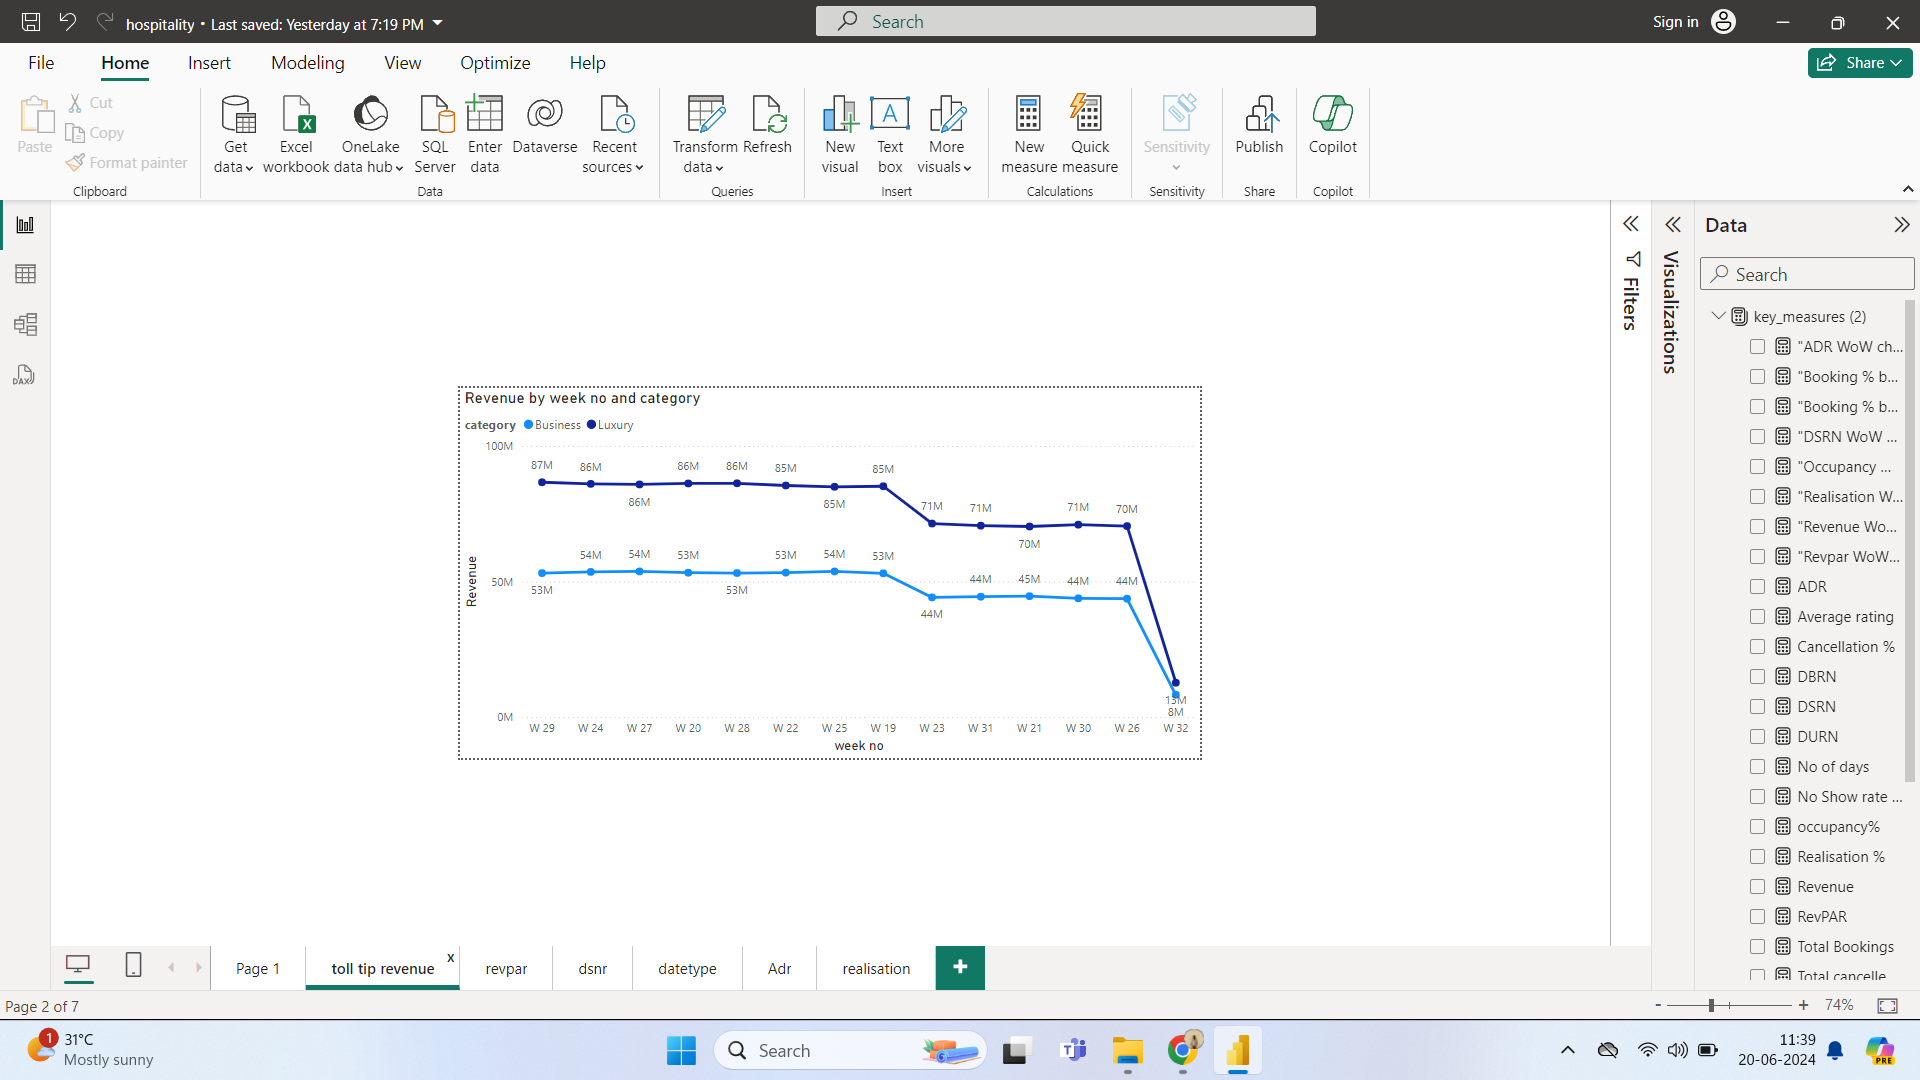 hospitality • Last saved: Yesterday at 7:19 PM
Search
Sign in
File Home Insert Modeling View Optimize Help
Share
Paste
Cut
Copy
Format painter
Clipboard
Get data
Excel workbook
OneLake data hub
SQL Server
Enter data
Dataverse
Recent sources
Data
Transform data
Refresh
Queries
New visual
Text box
More visuals
Insert
New measure
Quick measure
Calculations
Sensitivity
Sensitivity
Publish
Share
Copilot
Copilot
DAX
Revenue by week no and category
category Business Luxury
100M
87M 86M 86M 86M 86M 85M 85M 85M 71M 71M 70M 71M 70M 13M
Revenue
50M
53M 54M 54M 53M 53M 53M 54M 53M 44M 44M 45M 44M 44M 8M
0M
W 29 W 24 W 27 W 20 W 28 W 22 W 25 W 19 W 23 W 31 W 21 W 30 W 26 W 32
week no
Filters
Visualizations
Data
Search
key_measures (2)
"ADR WoW ch...
"Booking % b...
"Booking % b...
"DSRN WoW ...
"Occupancy ...
"Realisation W...
"Revenue Wo...
"Revpar WoW...
ADR
Average rating
Cancellation %
DBRN
DSRN
DURN
No of days
No Show rate ...
occupancy%
Realisation %
Revenue
RevPAR
Total Bookings
Total cancelle
Page 1 toll tip revenue x revpar dsnr datetype Adr realisation +
Page 2 of 7
- + 74%
1
31°C
Mostly sunny
Search
11:39
20-06-2024
PRE